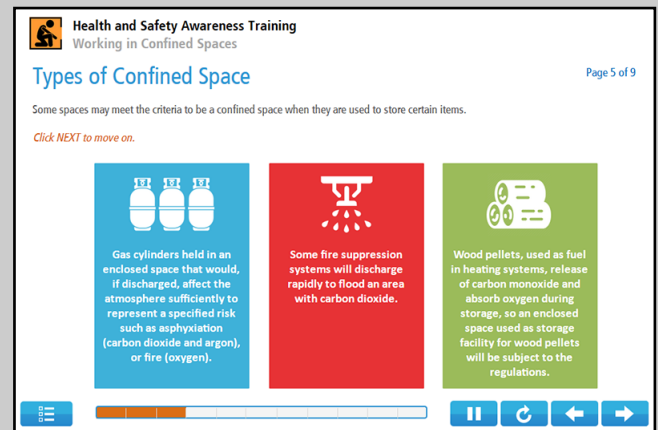 Health and Safety Awareness Training
Working in Confined Spaces
Types of Confined Space
Page 5 of 9
Some spaces may meet the criteria to be a confined space when they are used to store certain items.
Click NEXT to move on.
Gas cylinders held in an
enclosed space that would,
if discharged, affect the
atmosphere sufficiently to
represent a specified risk
such as asphyxiation
(carbon dioxide and argon),
or fire (oxygen).
Some fire suppression
systems will discharge
rapidly to flood an area
with carbon dioxide.
Wood pellets, used as fuel
in heating systems, release
of carbon monoxide and
absorb oxygen during
storage, so an enclosed
space used as storage
facility for wood pellets
will be subject to the
regulations.